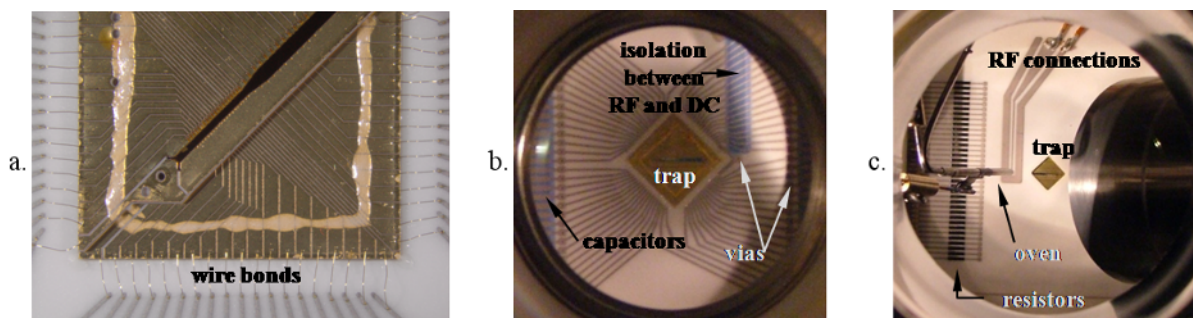 a.
wire bonds
b.
isolation
between
RF and DC
trap
capacitors
vias
c.
RF connections
trap
oven
resistors